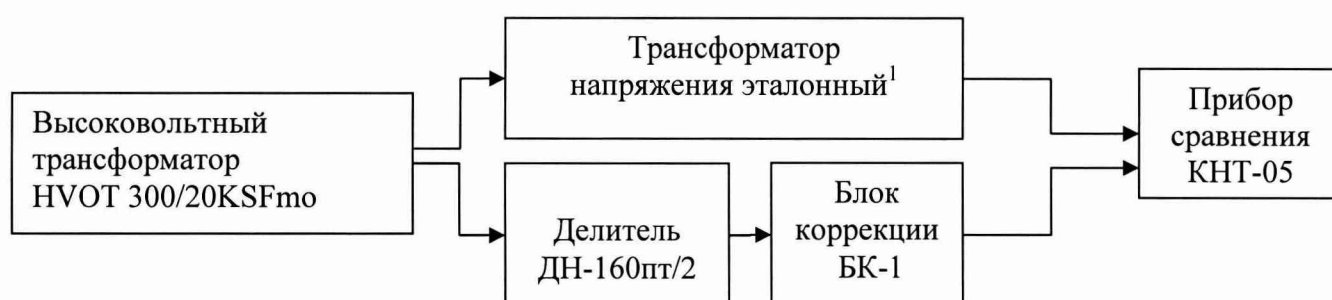 Высоковольтный
трансформатор
HVOT 300/20KSFmo
Трансформатор
напряжения эталонный¹
Делитель
ДН-160пт/2
Блок
коррекции
БК-1
Прибор
сравнения
КНТ-05